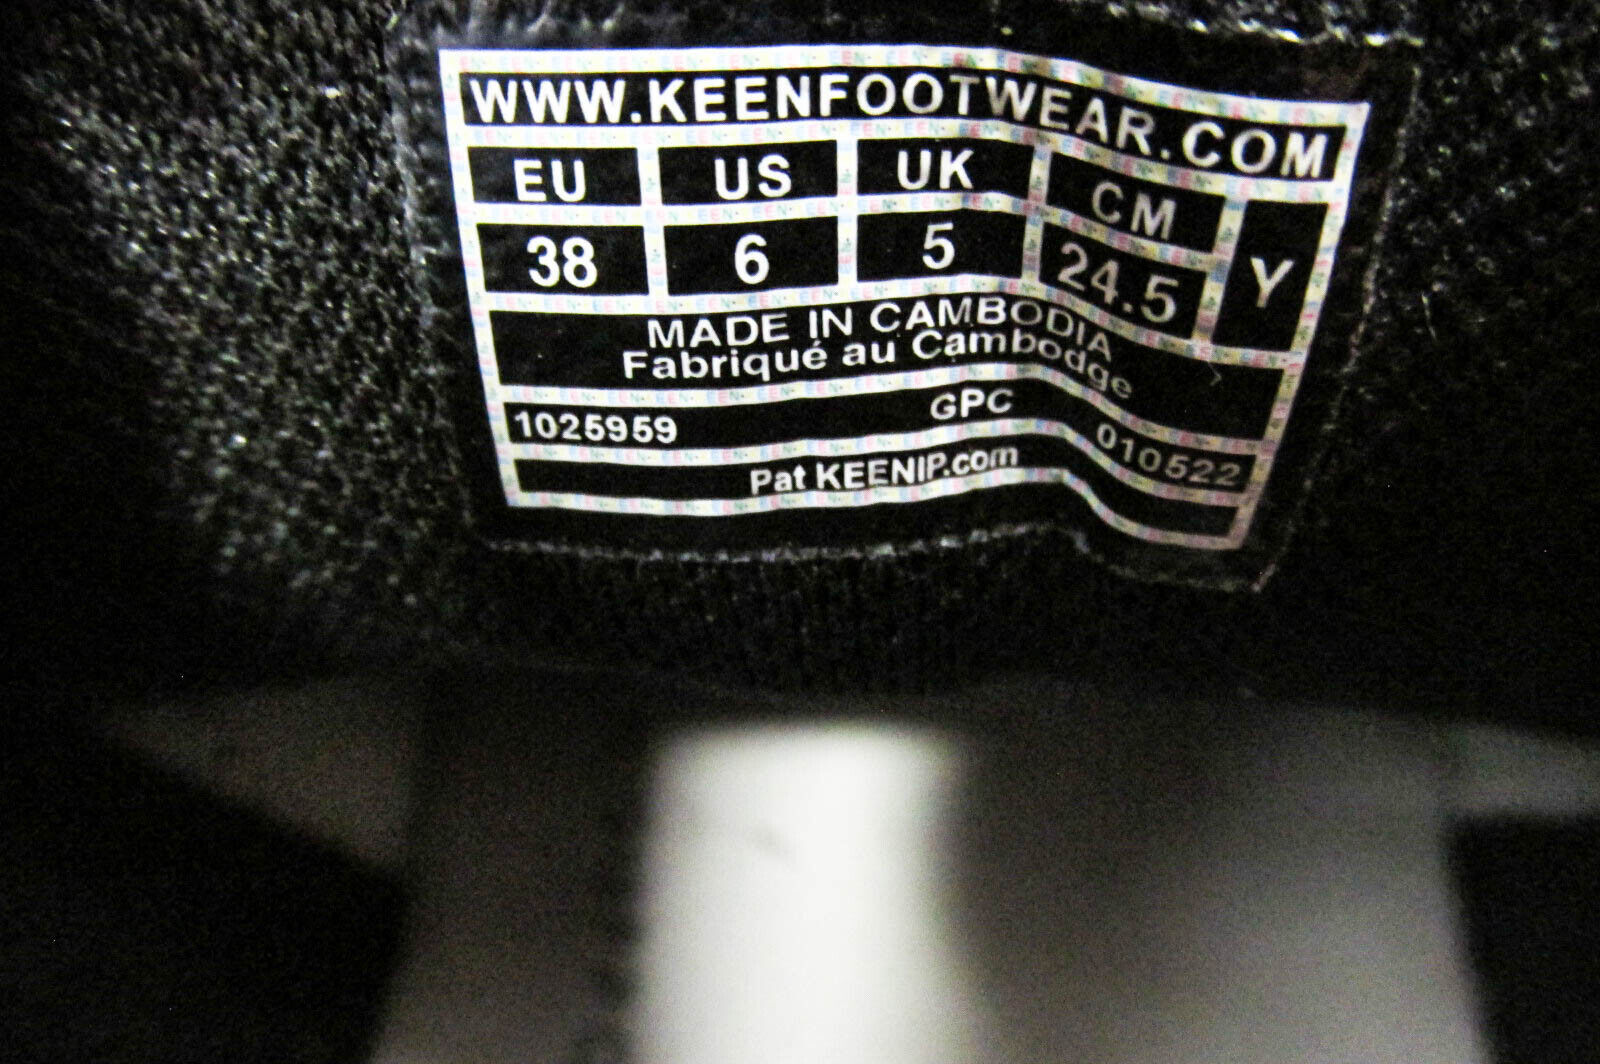 WWW.KEENFOOTWEAR.COM
EU US UK CM Y
38 6 5 24.5
MADE IN CAMBODIA
Fabriqué au Cambodge
1025959 GPC 010522
Pat KEENIP.com